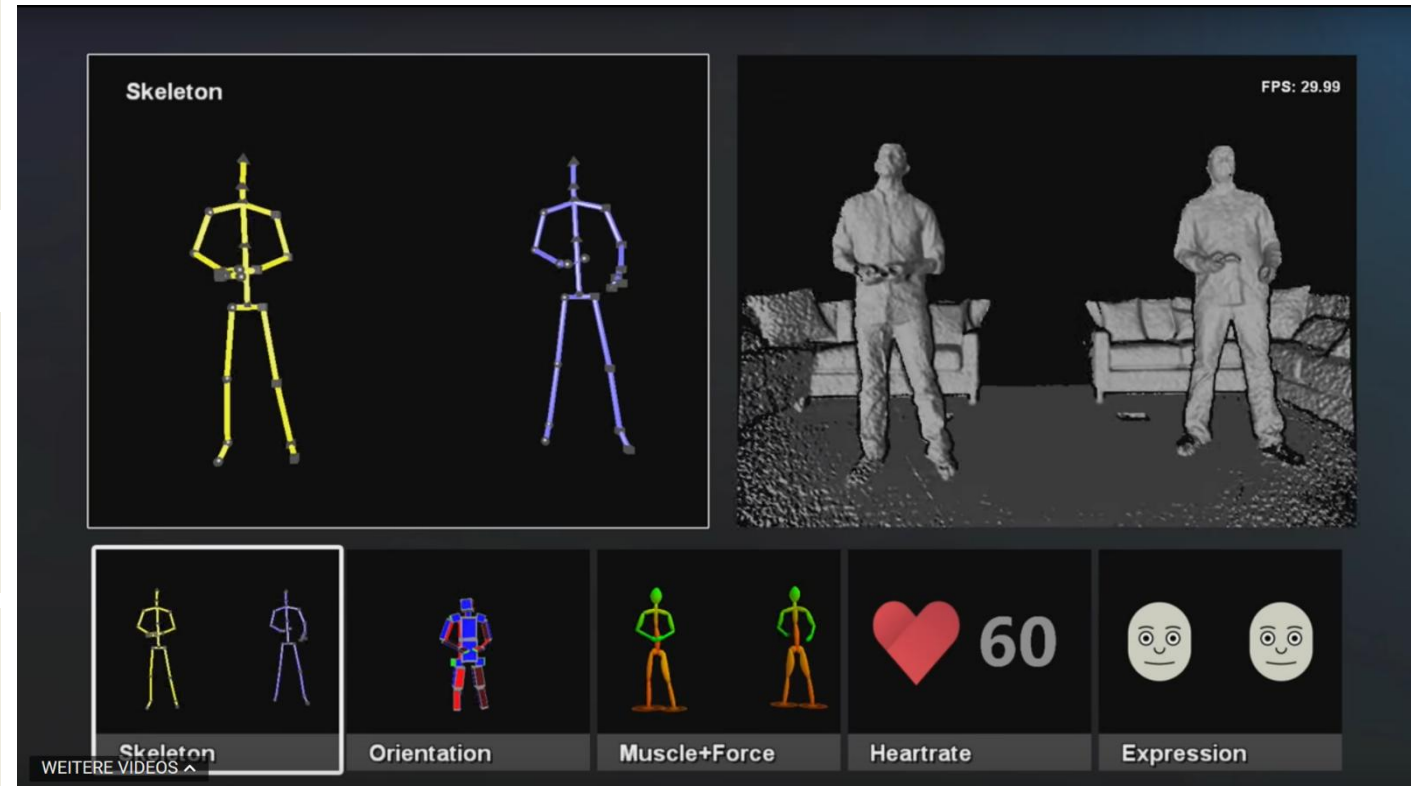 Skeleton
FPS: 29.99
60
Skeleton
Orientation
Muscle+Force
Heartrate
Expression
WEITERE VIDEOS